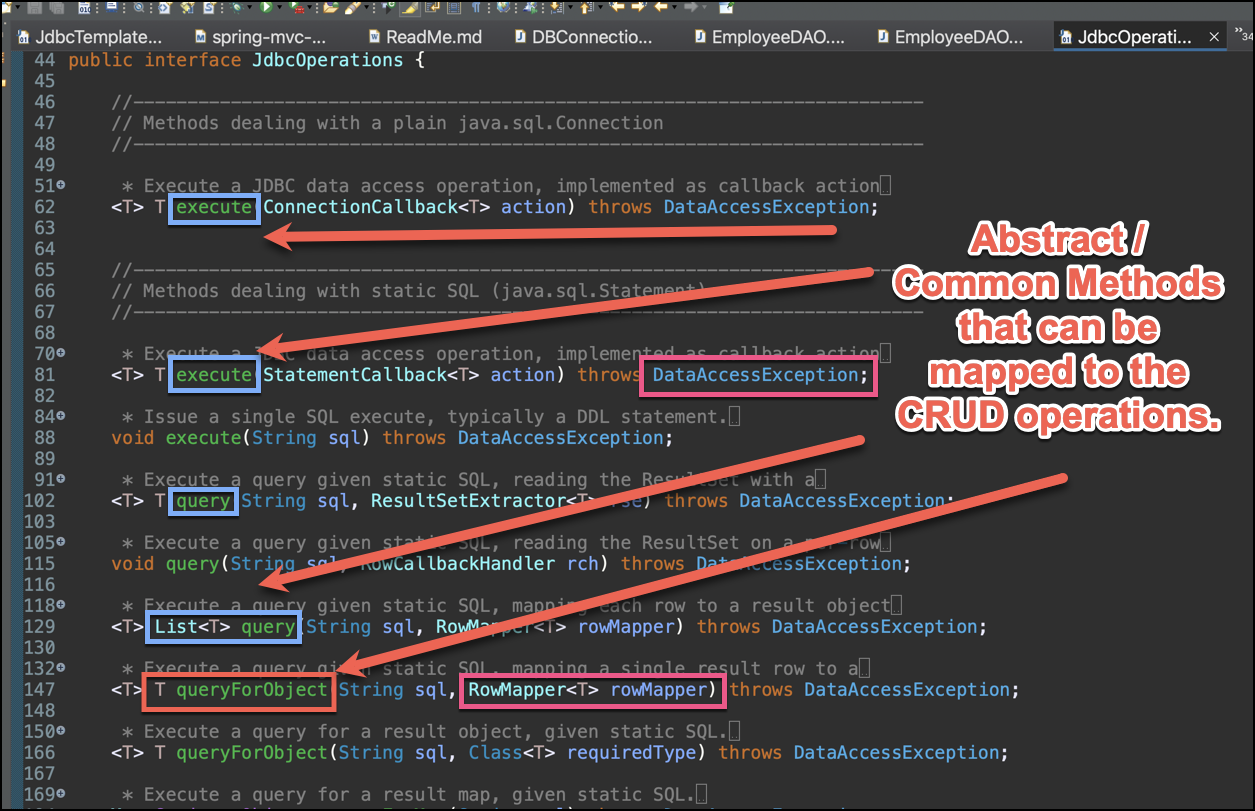 JdbcTemplate...
spring-mvc-...
ReadMe.md
DBConnectio...
EmployeeDAO....
EmployeeDAO...
JdbcOperati...
34
44 public interface JdbcOperations {
45
46 //-------------------------------------------------------------------------
47 // Methods dealing with a plain java.sql.Connection
48 //-------------------------------------------------------------------------
49
51 * Execute a JDBC data access operation, implemented as callback action
62 <T> T execute(ConnectionCallback<T> action) throws DataAccessException;
63
64
65 //-------------------------------------------------------------------------
66 // Methods dealing with static SQL (java.sql.Statement)
67 //-------------------------------------------------------------------------
68
70 * Execute a JDBC data access operation, implemented as callback action
81 <T> T execute(StatementCallback<T> action) throws DataAccessException;
82
84 * Issue a single SQL execute, typically a DDL statement.
88 void execute(String sql) throws DataAccessException;
89
91 * Execute a query given static SQL, reading the ResultSet with a
102 <T> T query(String sql, ResultSetExtractor<T> rse) throws DataAccessException;
103
105 * Execute a query given static SQL, reading the ResultSet on a per-row
115 void query(String sql, RowCallbackHandler rch) throws DataAccessException;
116
118 * Execute a query given static SQL, mapping each row to a result object
129 <T> List<T> query(String sql, RowMapper<T> rowMapper) throws DataAccessException;
130
132 * Execute a query given static SQL, mapping a single result row to a
147 <T> T queryForObject(String sql, RowMapper<T> rowMapper) throws DataAccessException;
148
150 * Execute a query for a result object, given static SQL.
166 <T> T queryForObject(String sql, Class<T> requiredType) throws DataAccessException;
167
169 * Execute a query for a result map, given static SQL.
Abstract /
Common Methods
that can be
mapped to the
CRUD operations.